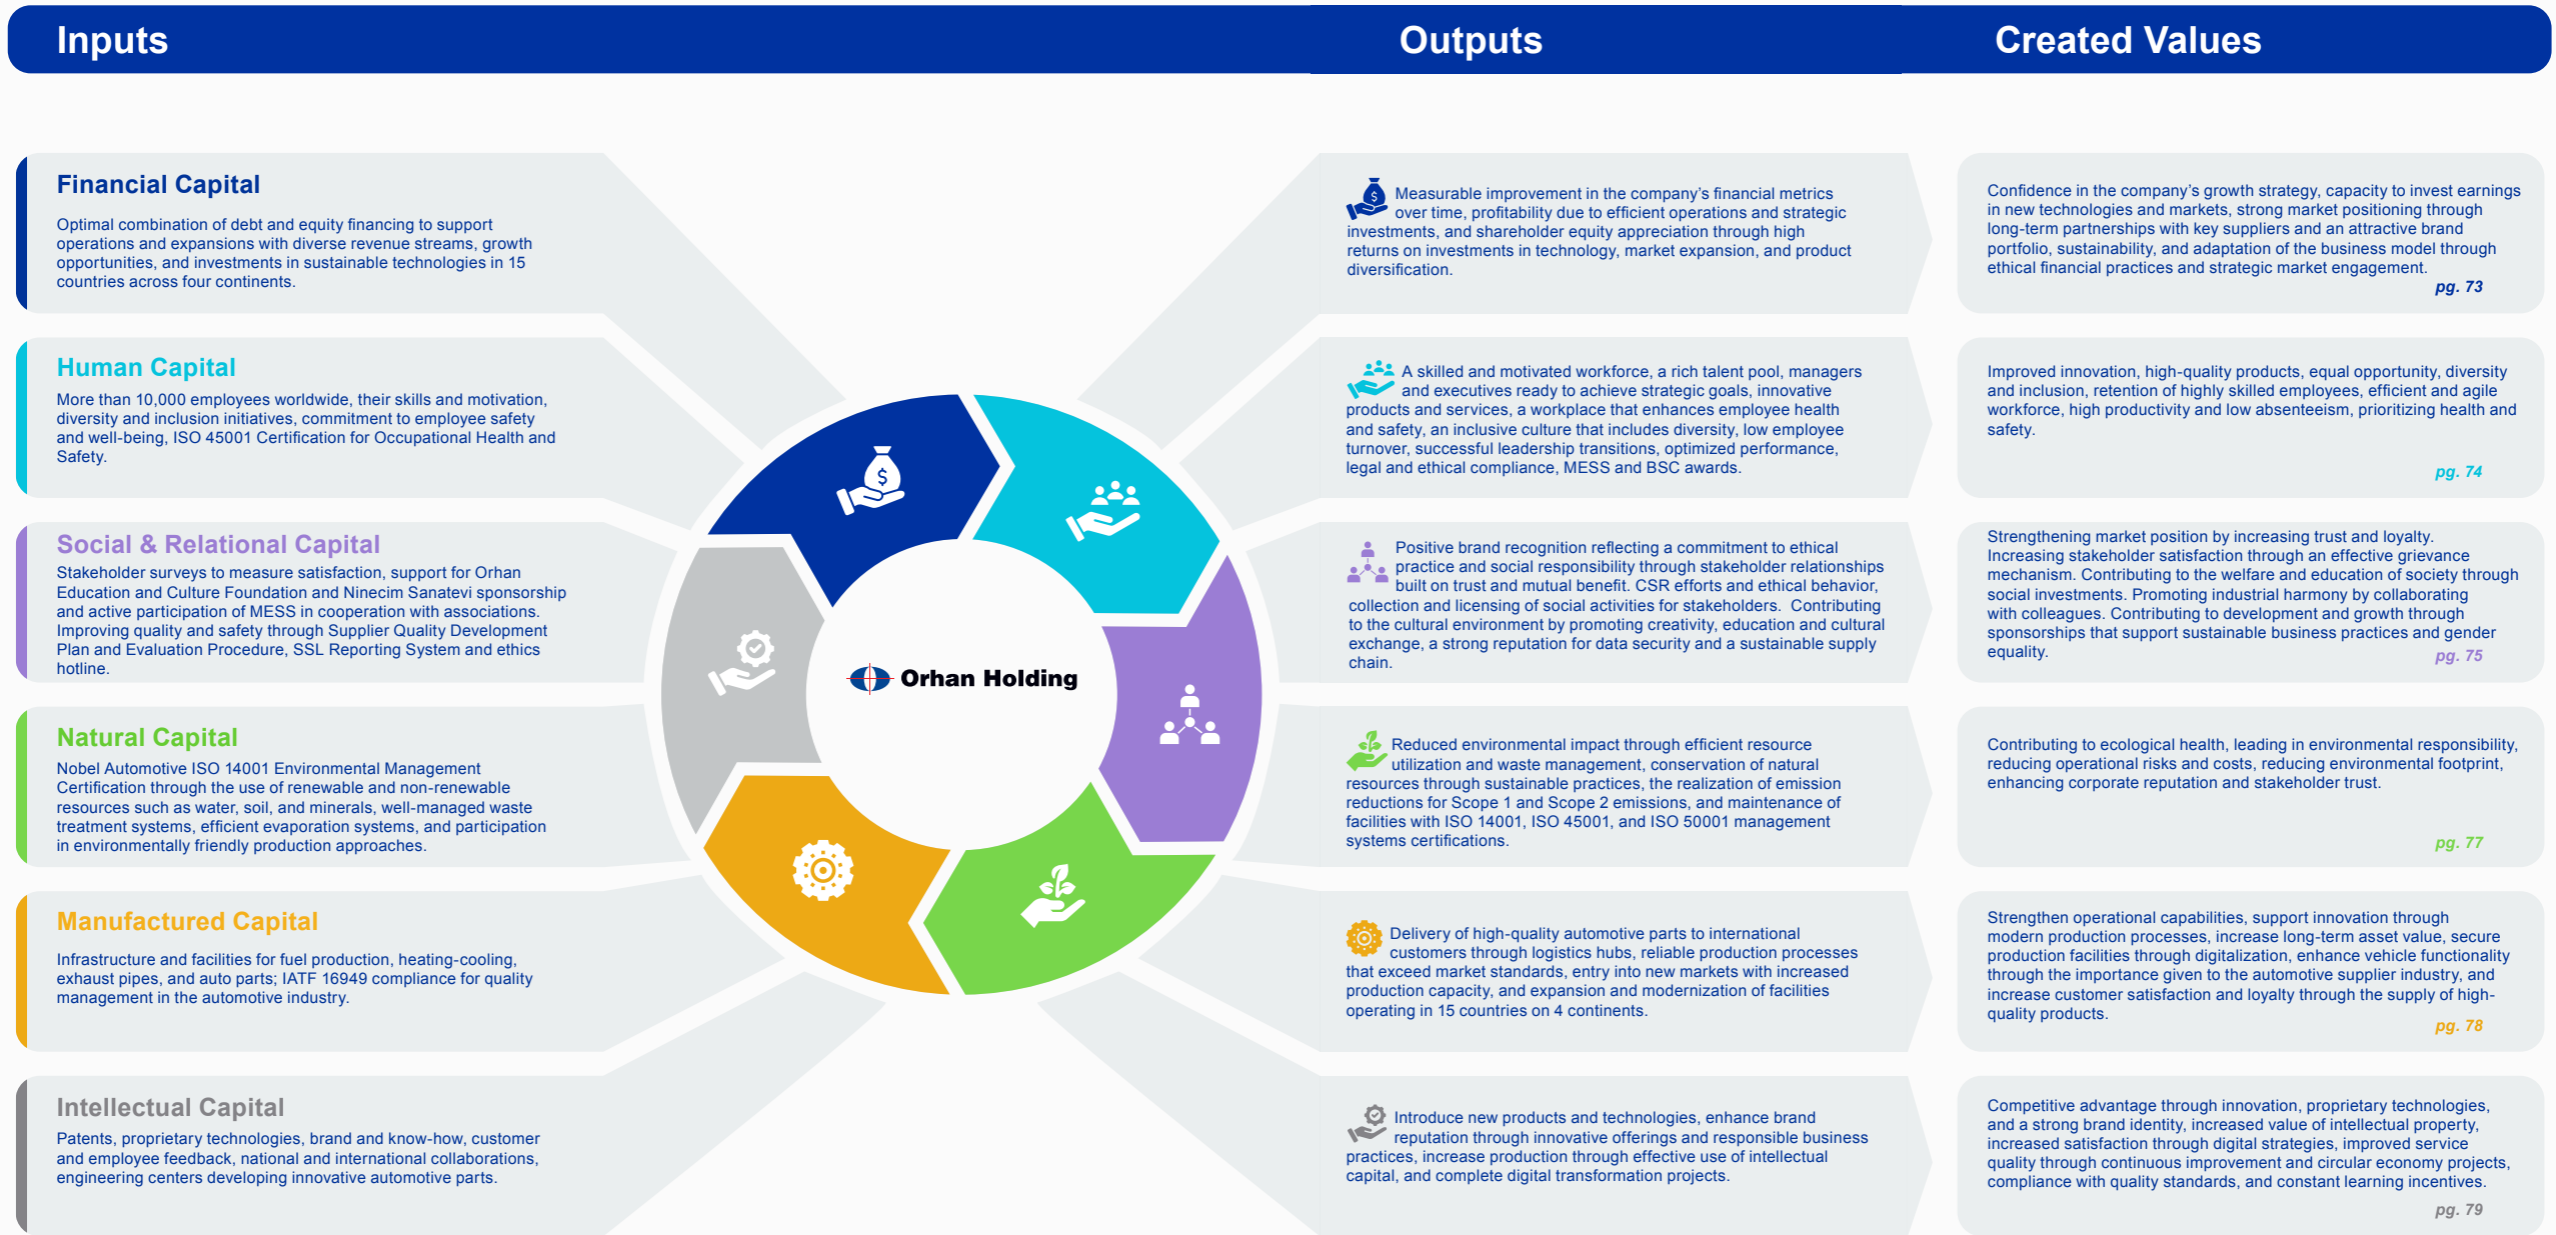 Inputs
Outputs
Created Values
Financial Capital
Optimal combination of debt and equity financing to support
operations and expansions with diverse revenue streams, growth
opportunities, and investments in sustainable technologies in 15
countries across four continents.
Measurable improvement in the company's financial metrics
over time, profitability due to efficient operations and strategic
investments, and shareholder equity appreciation through high
returns on investments in technology, market expansion, and product
diversification.
Confidence in the company's growth strategy, capacity to invest earnings
in new technologies and markets, strong market positioning through
long-term partnerships with key suppliers and an attractive brand
portfolio, sustainability, and adaptation of the business model through
ethical financial practices and strategic market engagement.
pg. 73
Human Capital
More than 10,000 employees worldwide, their skills and motivation,
diversity and inclusion initiatives, commitment to employee safety
and well-being, ISO 45001 Certification for Occupational Health and
Safety.
A skilled and motivated workforce, a rich talent pool, managers
and executives ready to achieve strategic goals, innovative
products and services, a workplace that enhances employee health
and safety, an inclusive culture that includes diversity, low employee
turnover, successful leadership transitions, optimized performance,
legal and ethical compliance, MESS and BSC awards.
Improved innovation, high-quality products, equal opportunity, diversity
and inclusion, retention of highly skilled employees, efficient and agile
workforce, high productivity and low absenteeism, prioritizing health and
safety.
pg. 74
Social & Relational Capital
Stakeholder surveys to measure satisfaction, support for Orhan
Education and Culture Foundation and Ninecim Sanatevi sponsorship
and active participation of MESS in cooperation with associations.
Improving quality and safety through Supplier Quality Development
Plan and Evaluation Procedure, SSL Reporting System and ethics
hotline.
Orhan Holding
Positive brand recognition reflecting a commitment to ethical
practice and social responsibility through stakeholder relationships
built on trust and mutual benefit. CSR efforts and ethical behavior,
collection and licensing of social activities for stakeholders. Contributing
to the cultural environment by promoting creativity, education and cultural
exchange, a strong reputation for data security and a sustainable supply
chain.
Strengthening market position by increasing trust and loyalty.
Increasing stakeholder satisfaction through an effective grievance
mechanism. Contributing to the welfare and education of society through
social investments. Promoting industrial harmony by collaborating
with colleagues. Contributing to development and growth through
sponsorships that support sustainable business practices and gender
equality.
pg. 75
Natural Capital
Nobel Automotive ISO 14001 Environmental Management
Certification through the use of renewable and non-renewable
resources such as water, soil, and minerals, well-managed waste
treatment systems, efficient evaporation systems, and participation
in environmentally friendly production approaches.
Reduced environmental impact through efficient resource
utilization and waste management, conservation of natural
resources through sustainable practices, the realization of emission
reductions for Scope 1 and Scope 2 emissions, and maintenance of
facilities with ISO 14001, ISO 45001, and ISO 50001 management
systems certifications.
Contributing to ecological health, leading in environmental responsibility,
reducing operational risks and costs, reducing environmental footprint,
enhancing corporate reputation and stakeholder trust.
pg. 77
Manufactured Capital
Infrastructure and facilities for fuel production, heating-cooling,
exhaust pipes, and auto parts; IATF 16949 compliance for quality
management in the automotive industry.
Delivery of high-quality automotive parts to international
customers through logistics hubs, reliable production processes
that exceed market standards, entry into new markets with increased
production capacity, and expansion and modernization of facilities
operating in 15 countries on 4 continents.
Strengthen operational capabilities, support innovation through
modern production processes, increase long-term asset value, secure
production facilities through digitalization, enhance vehicle functionality
through the importance given to the automotive supplier industry, and
increase customer satisfaction and loyalty through the supply of high-
quality products.
pg. 78
Intellectual Capital
Patents, proprietary technologies, brand and know-how, customer
and employee feedback, national and international collaborations,
engineering centers developing innovative automotive parts.
Introduce new products and technologies, enhance brand
reputation through innovative offerings and responsible business
practices, increase production through effective use of intellectual
capital, and complete digital transformation projects.
Competitive advantage through innovation, proprietary technologies,
and a strong brand identity, increased value of intellectual property,
increased satisfaction through digital strategies, improved service
quality through continuous improvement and circular economy projects,
compliance with quality standards, and constant learning incentives.
pg. 79